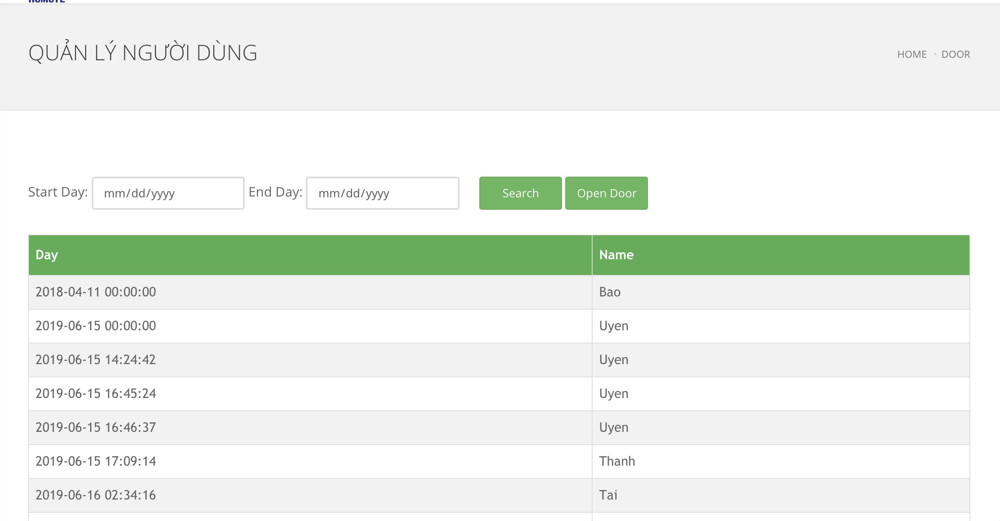 HCMUTE
QUẢN LÝ NGƯỜI DÙNG
HOME • DOOR
Start Day: mm/dd/yyyy End Day: mm/dd/yyyy Search Open Door
Day Name
2018-04-11 00:00:00 Bao
2019-06-15 00:00:00 Uyen
2019-06-15 14:24:42 Uyen
2019-06-15 16:45:24 Uyen
2019-06-15 16:46:37 Uyen
2019-06-15 17:09:14 Thanh
2019-06-16 02:34:16 Tai